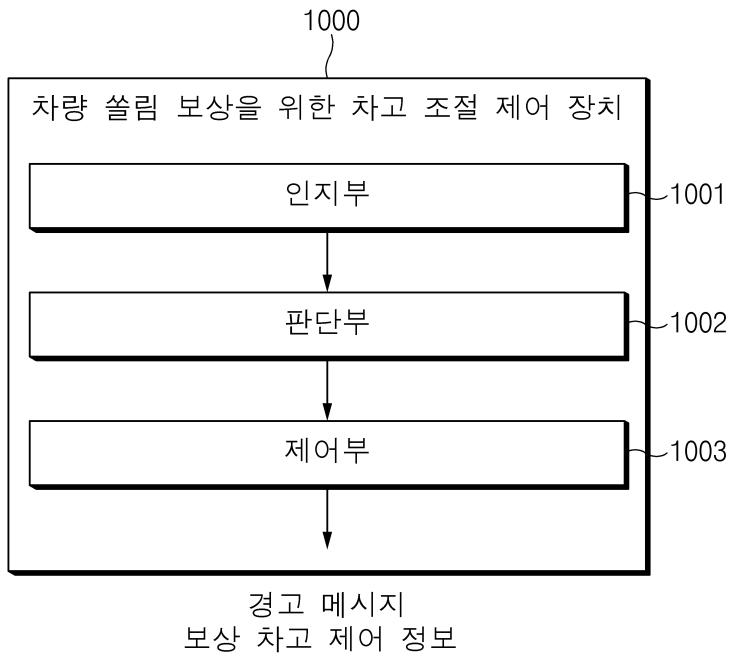 1000
차량 쏠림 보상을 위한 차고 조절 제어 장치
인지부
1001
판단부
1002
제어부
1003
경고 메시지
보상 차고 제어 정보